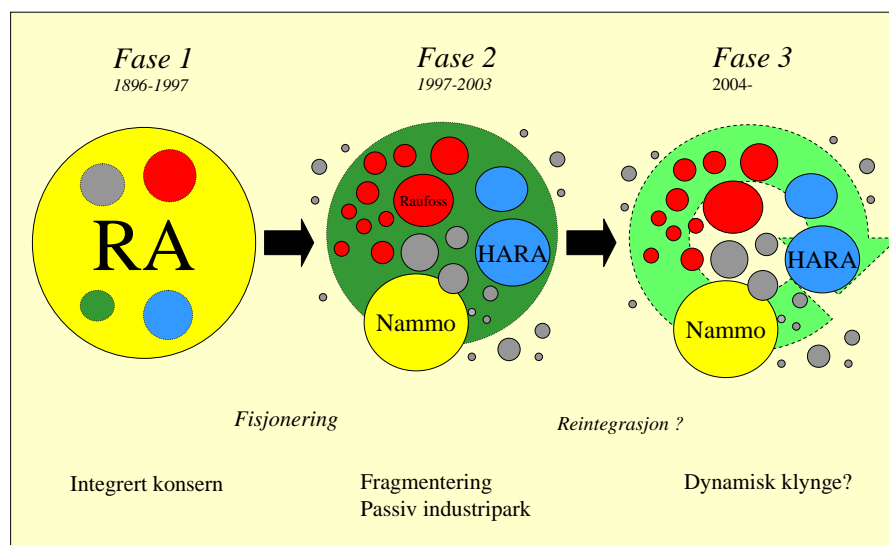 Fase 1
1896-1997
Fase 2
1997-2003
Fase 3
2004-
RA
Raufoss
HARA
Nammo
HARA
Nammo
Fisjonering
Reintegrasjon ?
Integrert konsern
Fragmentering
Passiv industripark
Dynamisk klynge?